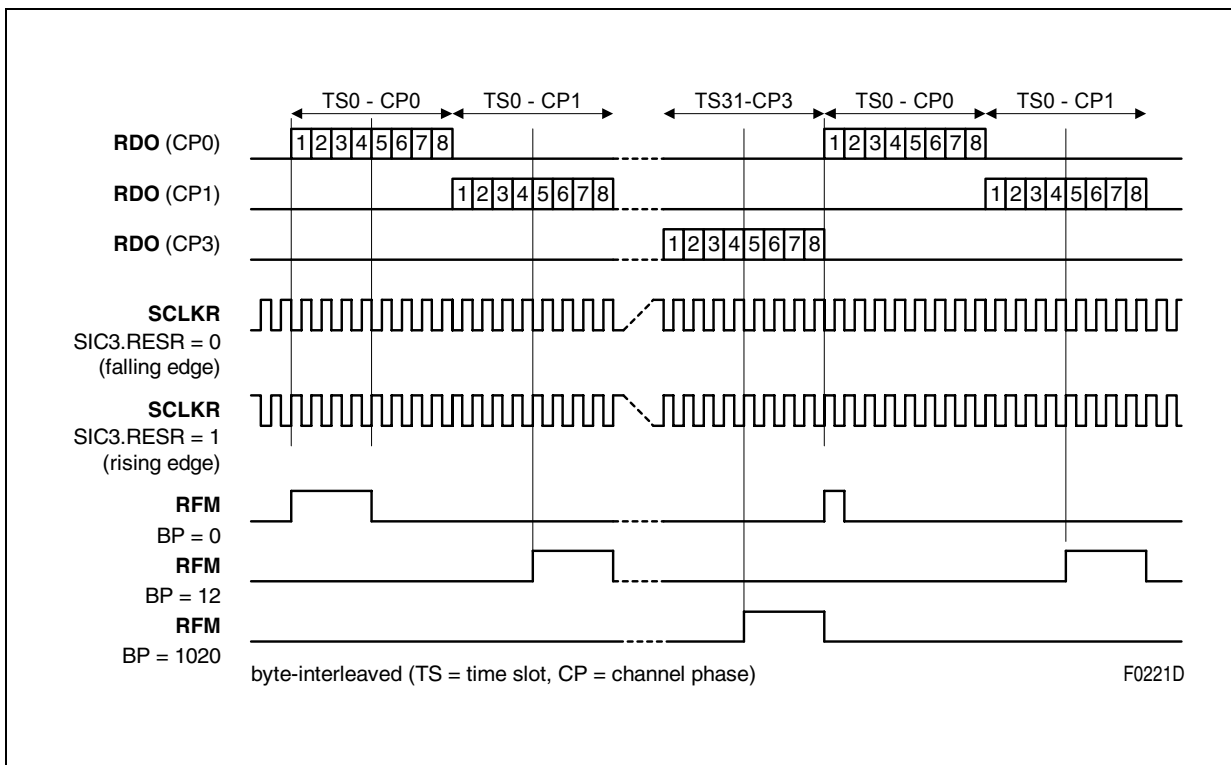 TS0 - CP0 TS0 - CP1 TS31-CP3 TS0 - CP0 TS0 - CP1
RDO (CP0) 1 2 3 4 5 6 7 8 1 2 3 4 5 6 7 8
RDO (CP1) 1 2 3 4 5 6 7 8 1 2 3 4 5 6 7 8
RDO (CP3) 1 2 3 4 5 6 7 8
SCLKR
SIC3.RESR = 0
(falling edge)
SCLKR
SIC3.RESR = 1
(rising edge)
RFM
BP = 0
RFM
BP = 12
RFM
BP = 1020
byte-interleaved (TS = time slot, CP = channel phase) F0221D